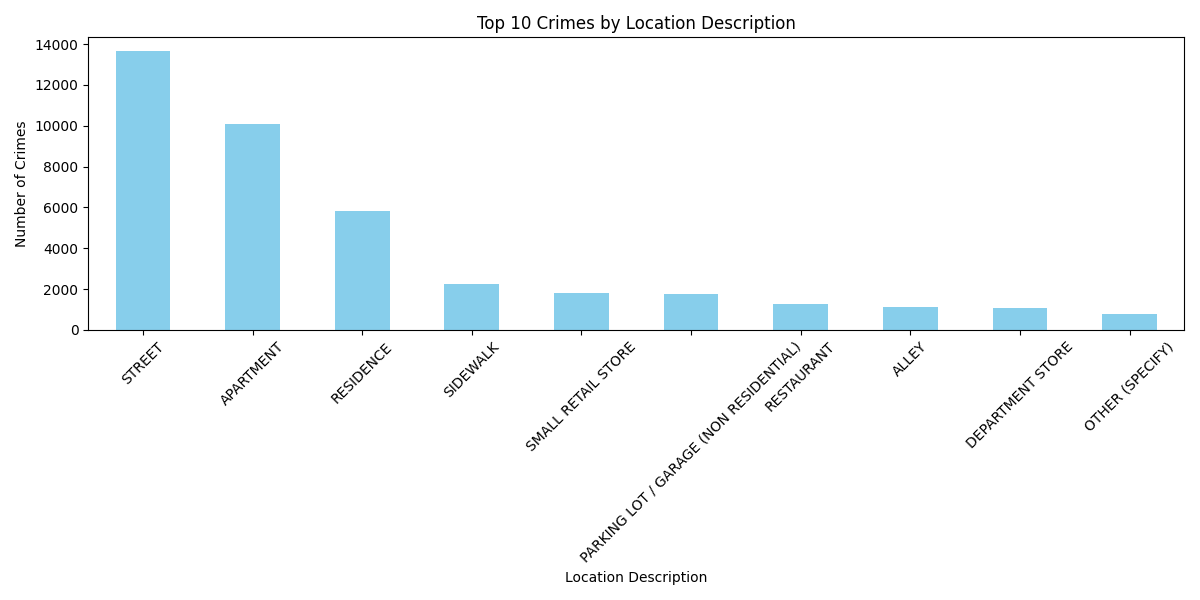 Top 10 Crimes by Location Description
Number of Crimes
14000
12000
10000
8000
6000
4000
2000
0
STREET
APARTMENT
RESIDENCE
SIDEWALK
SMALL RETAIL STORE
PARKING LOT / GARAGE (NON RESIDENTIAL)
RESTAURANT
ALLEY
DEPARTMENT STORE
OTHER (SPECIFY)
Location Description